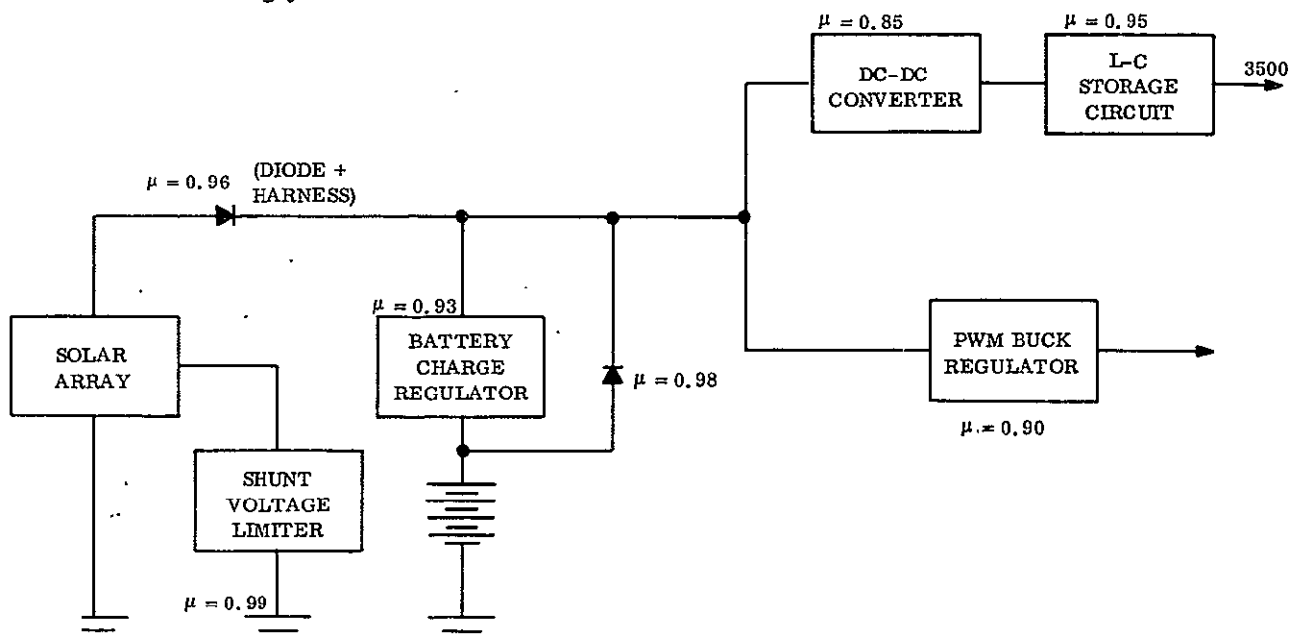 μ = 0.85
DC-DC
CONVERTER
μ = 0.95
L-C
STORAGE
CIRCUIT
3500
μ = 0.96
(DIODE +
HARNESS)
SOLAR
ARRAY
μ = 0.93
BATTERY
CHARGE
REGULATOR
μ = 0.98
PWM BUCK
REGULATOR
μ = 0.90
SHUNT
VOLTAGE
LIMITER
μ = 0.99